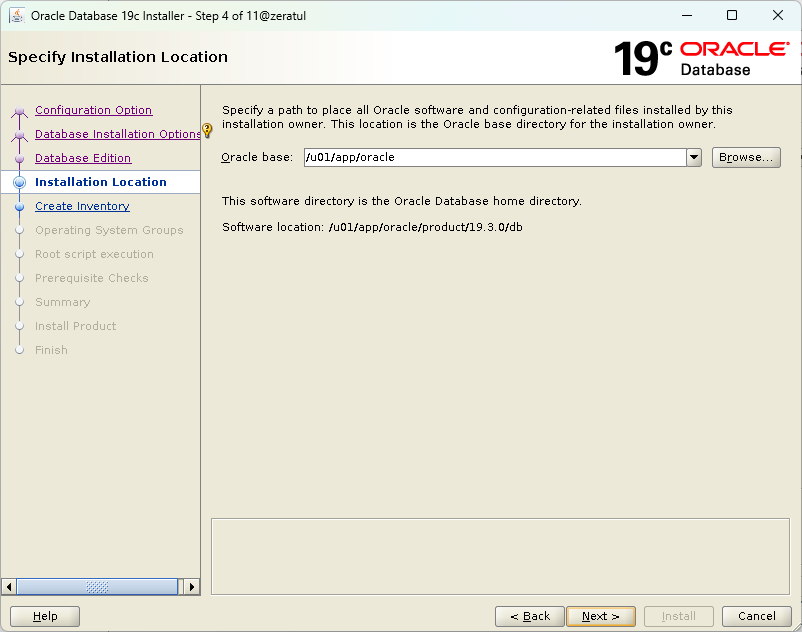 Oracle Database 19c Installer - Step 4 of 11@zeratul
Specify Installation Location
19c ORACLE
Database
Configuration Option
Database Installation Options
Database Edition
Installation Location
Create Inventory
Operating System Groups
Root script execution
Prerequisite Checks
Summary
Install Product
Finish
Specify a path to place all Oracle software and configuration-related files installed by this
installation owner. This location is the Oracle base directory for the installation owner.
Oracle base: /u01/app/oracle Browse...
This software directory is the Oracle Database home directory.
Software location: /u01/app/oracle/product/19.3.0/db
Help < Back Next > Install Cancel